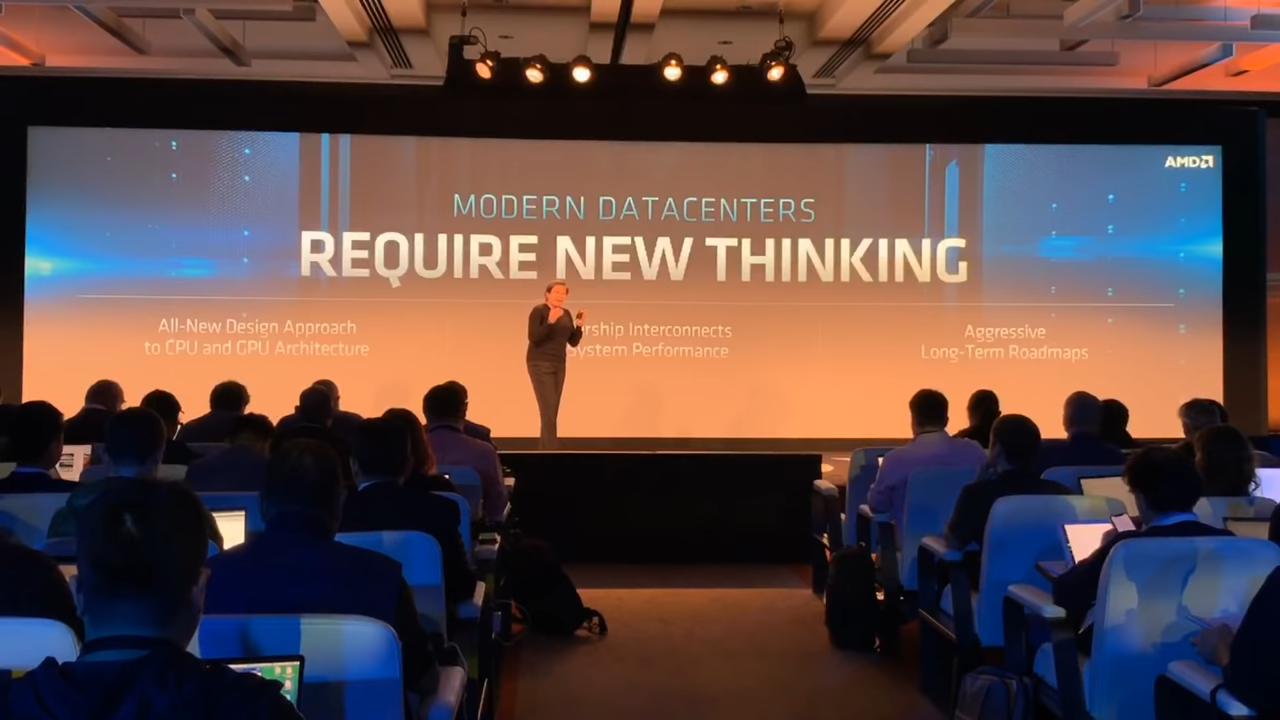 AMD
MODERN DATACENTERS
REQUIRE NEW THINKING
All-New Design Approach
to CPU and GPU Architecture
Interconnects
System Performance
Aggressive
Long-Term Roadmaps